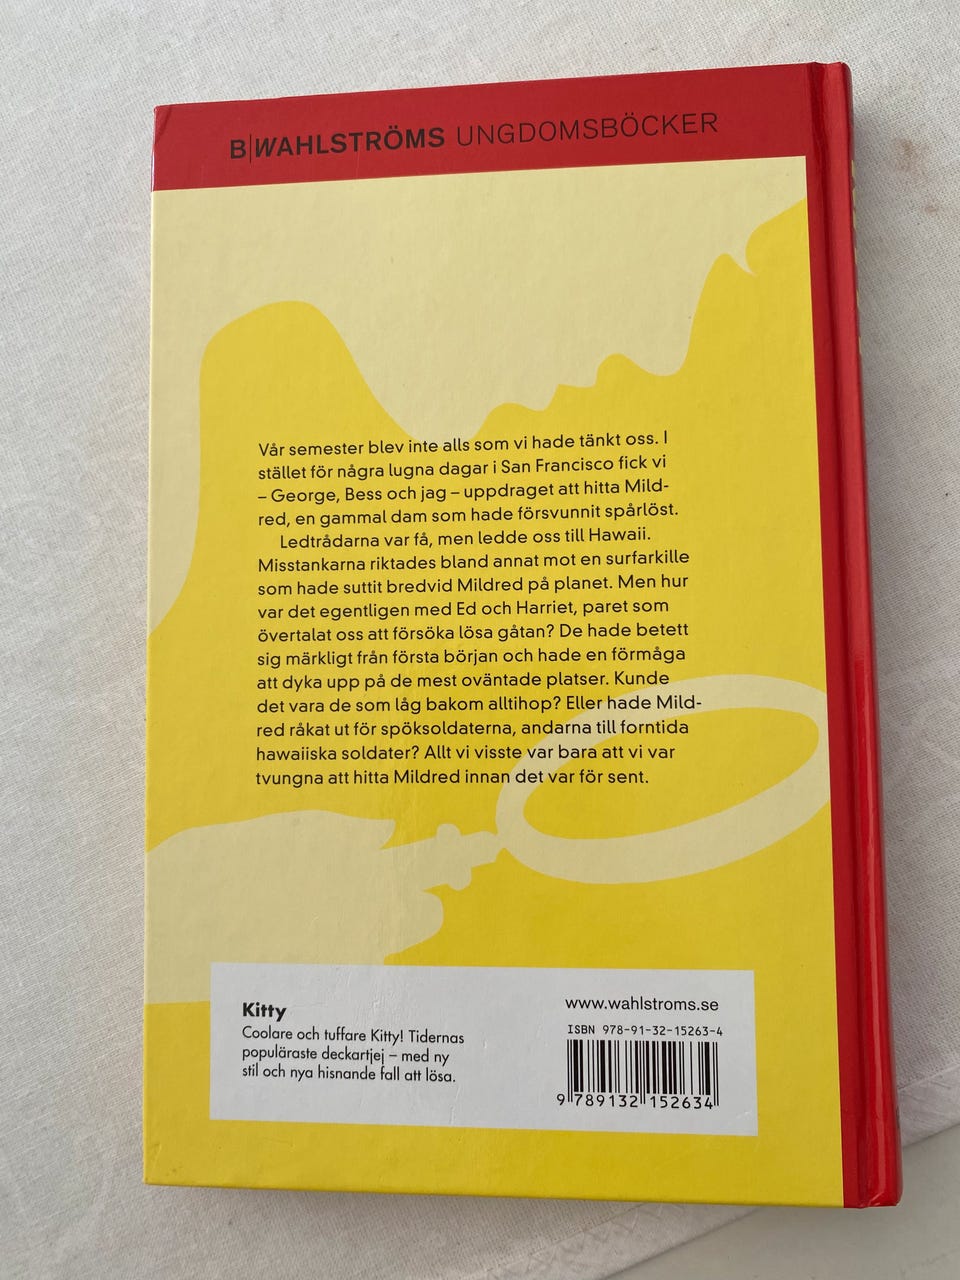 B|WAHLSTRÖMS UNGDOMSBÖCKER
Vår semester blev inte alls som vi hade tänkt oss. I
stället för några lugna dagar i San Francisco fick vi
– George, Bess och jag – uppdraget att hitta Mild-
red, en gammal dam som hade försvunnit spårlöst.
Ledtrådarna var få, men ledde oss till Hawaii.
Misstankarna riktades bland annat mot en surfarkille
som hade suttit bredvid Mildred på planet. Men hur
var det egentligen med Ed och Harriet, paret som
övertalat oss att försöka lösa gåtan? De hade betett
sig märkligt från första början och hade en förmåga
att dyka upp på de mest oväntade platser. Kunde
det vara de som låg bakom alltihop? Eller hade Mild-
red råkat ut för spöksoldaterna, andarna till forntida
hawaiiska soldater? Allt vi visste var bara att vi var
tvungna att hitta Mildred innan det var för sent.
Kitty
Coolare och tuffare Kitty! Tidernas
populäraste deckartjej – med ny
stil och nya hisnande fall att lösa.
www.wahlstroms.se
ISBN 978-91-32-15263-4
9 789132 152634